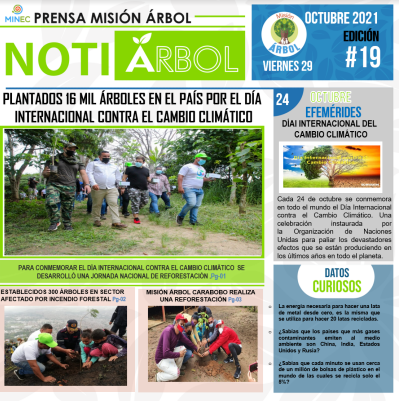 MINEC PRENSA MISIÓN ÁRBOL
NOTI ÁRBOL
MINEC
ÁRBOL
OCTUBRE 2021
EDICIÓN
VIERNES 29
#19
PLANTADOS 16 MIL ÁRBOLES EN EL PAÍS POR EL DÍA
INTERNACIONAL CONTRA EL CAMBIO CLIMÁTICO
PARA CONMEMORAR EL DÍA INTERNACIONAL CONTRA EL CAMBIO CLIMÁTICO SE
DESARROLLÓ UNA JORNADA NACIONAL DE REFORESTACIÓN Pg-01
ESTABLECIDOS 300 ÁRBOLES EN SECTOR
AFECTADO POR INCENDIO FORESTAL Pg-02
MISIÓN ÁRBOL CARABOBO REALIZA
UNA REFORESTACIÓN Pg-03
24 OCTUBRE
EFEMÉRIDES
DÍAI INTERNACIONAL DEL
CAMBIO CLIMÁTICO
Cada 24 de octubre se conmemora
en todo el mundo el Día Internacional
contra el Cambio Climático. Una
celebración instaurada por
la Organización de Naciones
Unidas para paliar los devastadores
efectos que se están produciendo en
los últimos años en todo el planeta.
DATOS
CURIOSOS
La energía necesaria para hacer una lata
de metal desde cero, es la misma que
se utiliza para hacer 20 latas recicladas.
¿Sabías que los países que más gases
contaminantes emiten al medio
ambiente son China, India, Estados
Unidos y Rusia?
¿Sabías que cada minuto se usan cerca
de un millón de bolsas de plástico en el
mundo de las cuales se recicla solo el